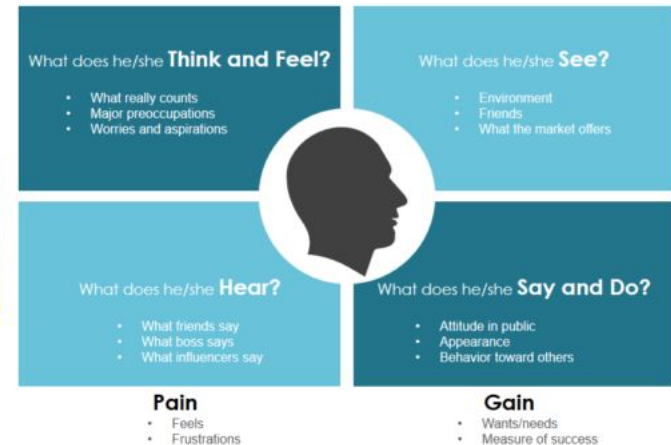 What does he/she Think and Feel?
• What really counts
• Major preoccupations
• Worries and aspirations
What does he/she See?
• Environment
• Friends
• What the market offers
What does he/she Hear?
• What friends say
• What boss says
• What influencers say
What does he/she Say and Do?
• Attitude in public
• Appearance
• Behavior toward others
Pain
• Feels
• Frustrations
Gain
• Wants/needs
• Measure of success